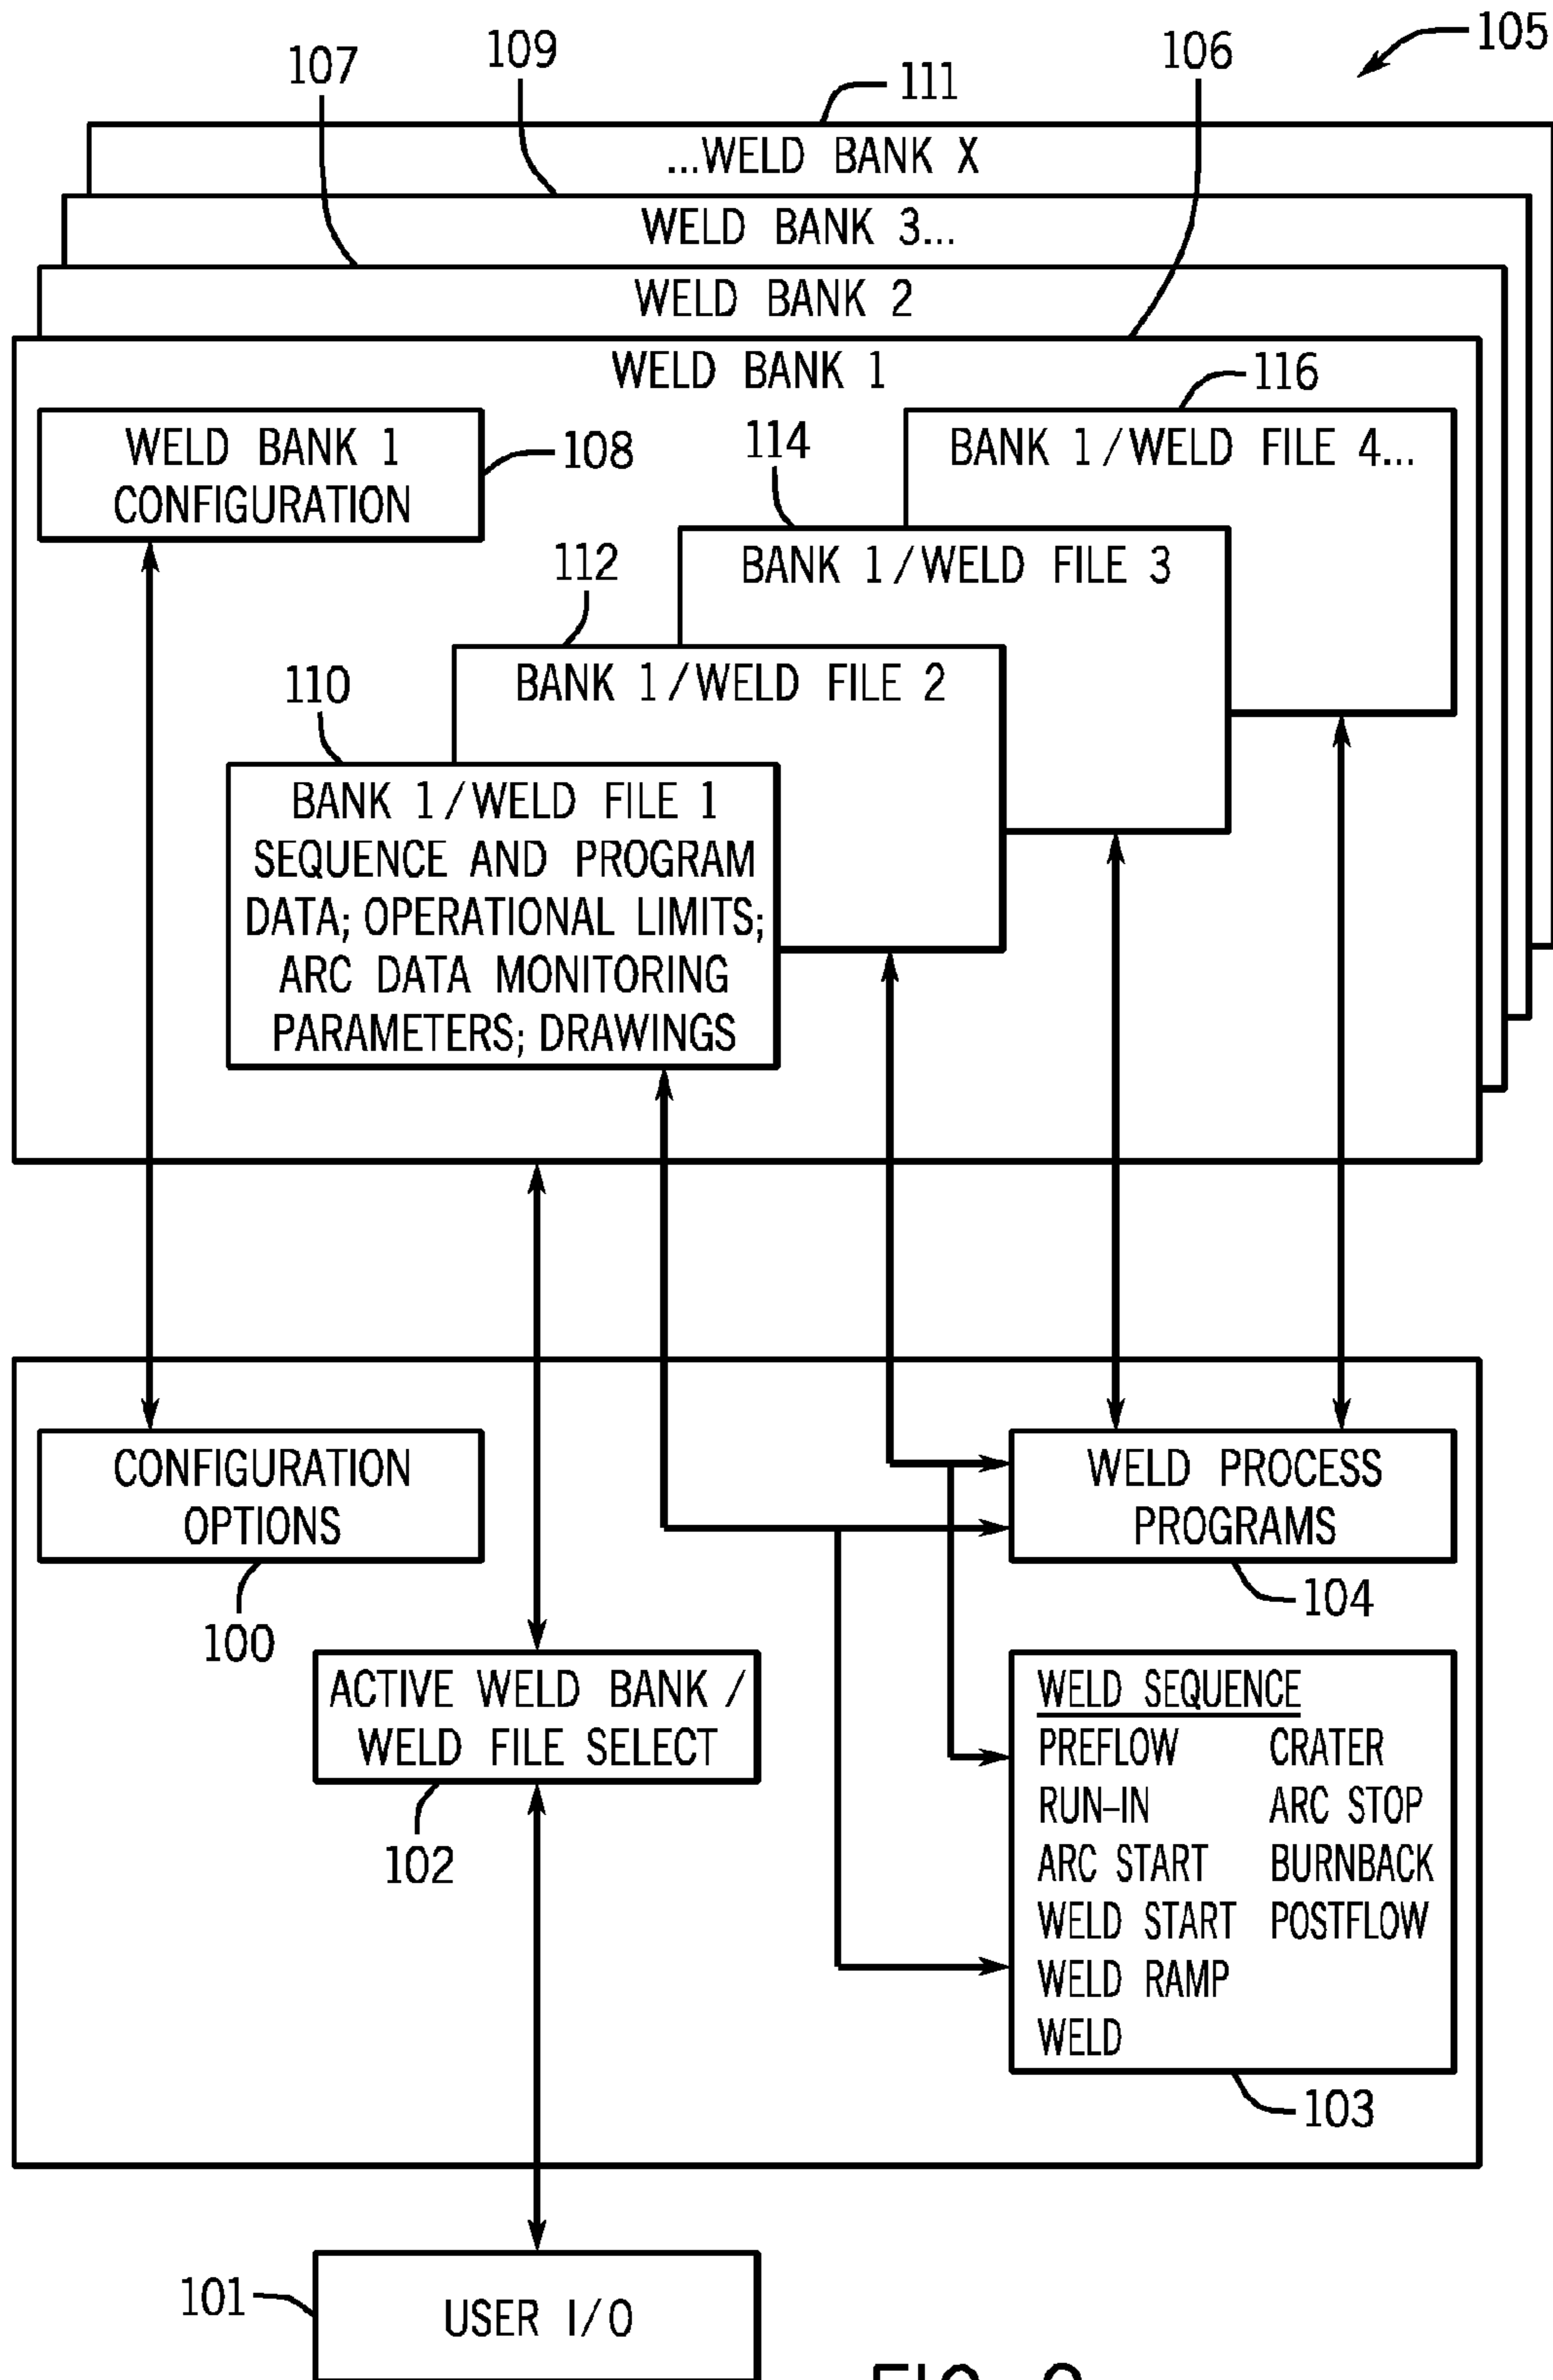 105
109
106
107
111
...WELD BANK X
WELD BANK 3...
WELD BANK 2
WELD BANK 1
116
WELD BANK 1
CONFIGURATION
108
114
BANK 1/WELD FILE 4...
112
BANK 1/WELD FILE 3
110
BANK 1/WELD FILE 2
BANK 1/WELD FILE 1
SEQUENCE AND PROGRAM
DATA; OPERATIONAL LIMITS;
ARC DATA MONITORING
PARAMETERS; DRAWINGS
CONFIGURATION
OPTIONS
100
WELD PROCESS
PROGRAMS
104
ACTIVE WELD BANK /
WELD FILE SELECT
102
WELD SEQUENCE
PREFLOW CRATER
RUN–IN ARC STOP
ARC START BURNBACK
WELD START POSTFLOW
WELD RAMP
WELD
103
101
USER I/O